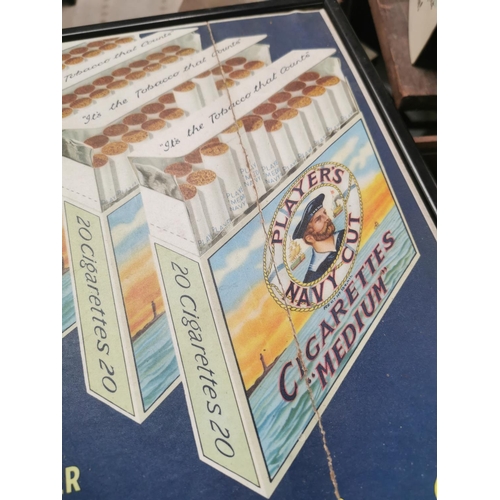 "It's the Tobacco that Counts"
"It's the Tobacco that Counts"
"It's the Tobacco that Counts"
PLAYER'S
NAVY CUT
CIGARETTES
"MEDIUM"
20 Cigarettes 20
20 Cigarettes 20
R